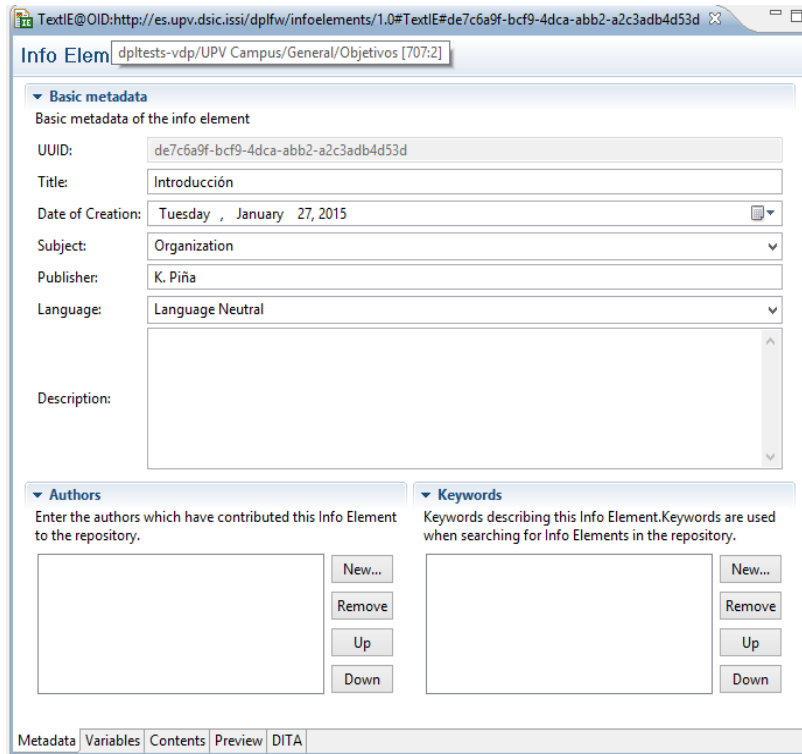 TextIE@OID:http://es.upv.dsic.issi/dplfw/infoelements/1.0#TextIE#de7c6a9f-bcf9-4dca-abb2-a2c3adb4d53d
Info Elem
dpltests-vdp/UPV Campus/General/Objetivos [707:2]
Basic metadata
Basic metadata of the info element
UUID: de7c6a9f-bcf9-4dca-abb2-a2c3adb4d53d
Title: Introducción
Date of Creation: Tuesday , January 27, 2015
Subject: Organization
Publisher: K. Piña
Language: Language Neutral
Description:
Authors
Enter the authors which have contributed this Info Element
to the repository.
New...
Remove
Up
Down
Keywords
Keywords describing this Info Element.Keywords are used
when searching for Info Elements in the repository.
New...
Remove
Up
Down
Metadata Variables Contents Preview DITA